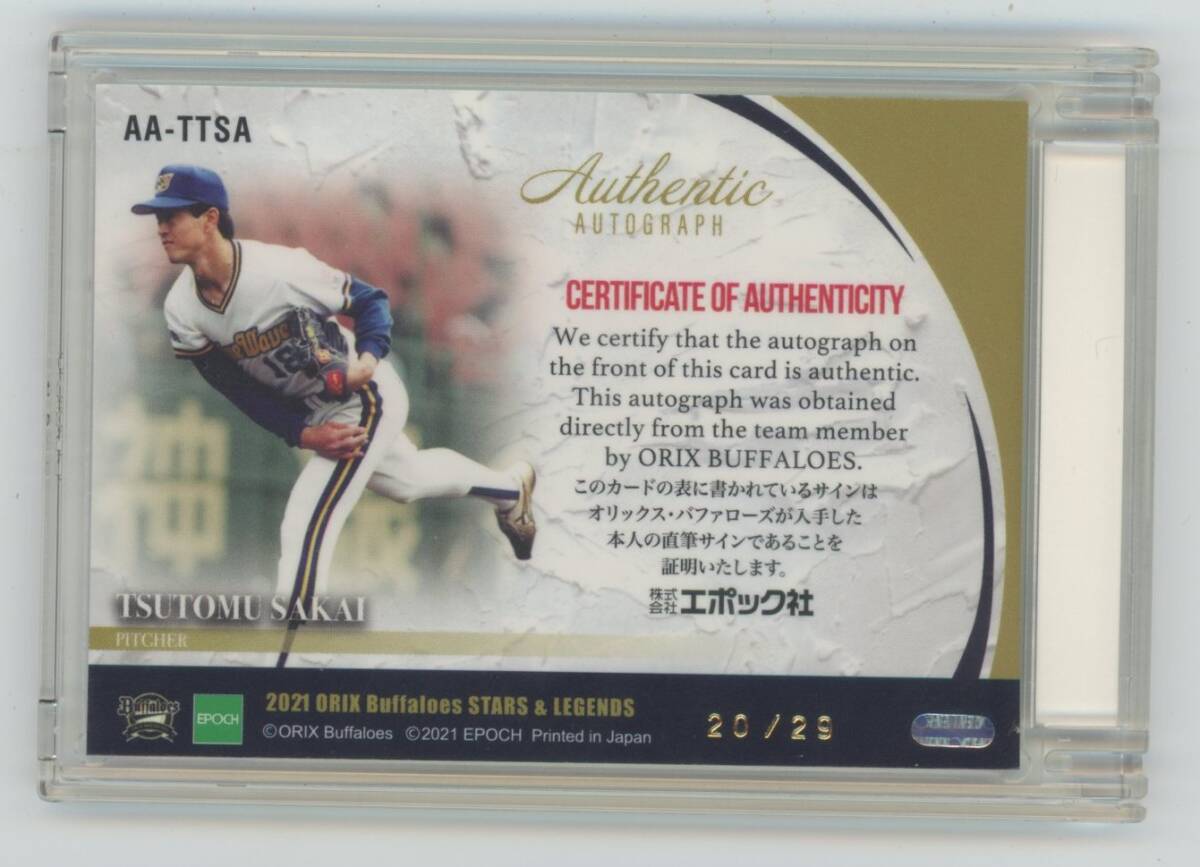 AA-TTSA
Authentic
AUTOGRAPH
CERTIFICATE OF AUTHENTICITY
We certify that the autograph on
the front of this card is authentic.
This autograph was obtained
directly from the team member
by ORIX BUFFALOES.
このカードの表に書かれているサインは
オリックス・バファローズが入手した
本人の直筆サインであることを
証明いたします。
株式会社エポック社
eWave
18
TSUTOMU SAKAI
PITCHER
Buffaloes
EPOCH
2021 ORIX Buffaloes STARS & LEGENDS
©ORIX Buffaloes ©2021 EPOCH Printed in Japan
20/29